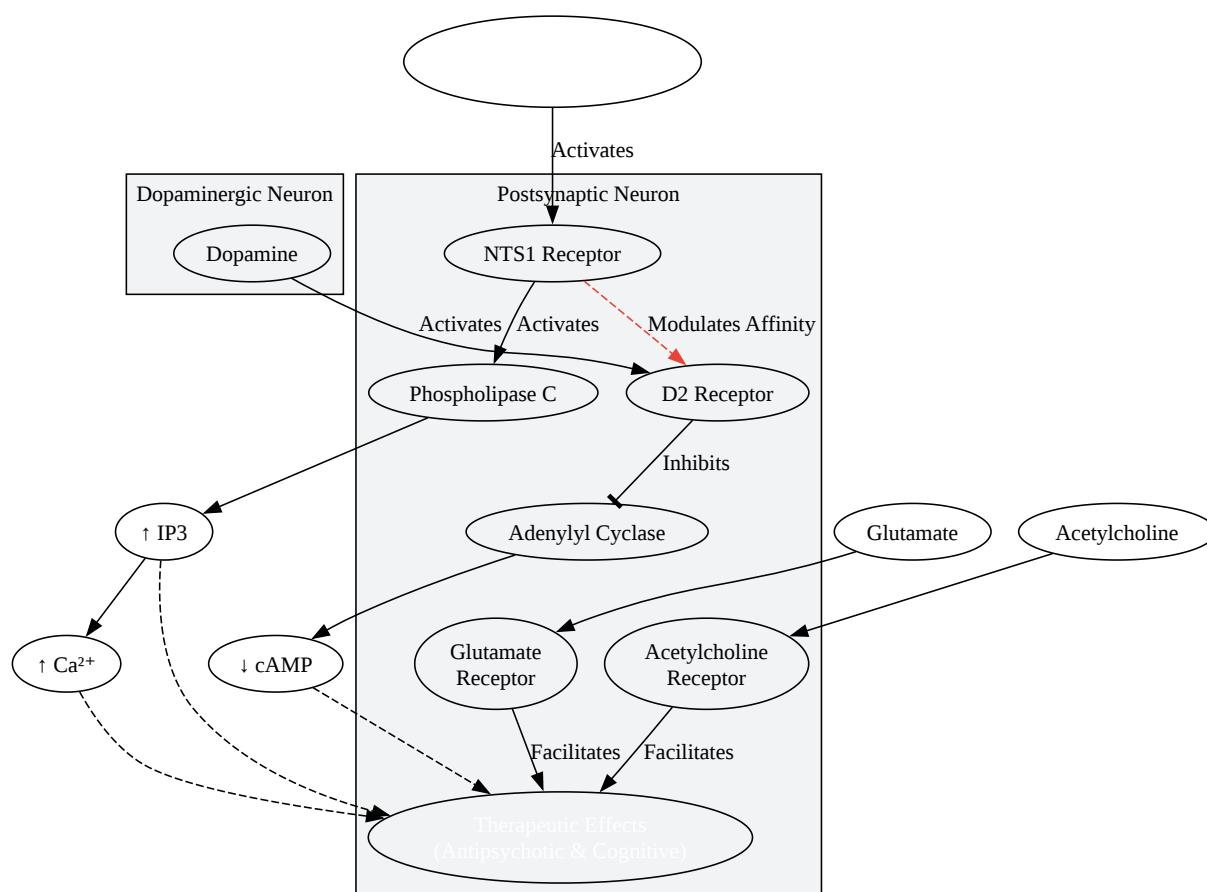 Activates
Dopaminergic Neuron
Postsynaptic Neuron
Dopamine
NTS1 Receptor
Activates
Activates
Modulates Affinity
Phospholipase C
D2 Receptor
Inhibits
↑ IP3
Adenylyl Cyclase
Glutamate
Acetylcholine
↑ Ca²⁺
↓ cAMP
Glutamate
Receptor
Acetylcholine
Receptor
Facilitates
Facilitates
Therapeutic Effects
(Antipsychotic & Cognitive)